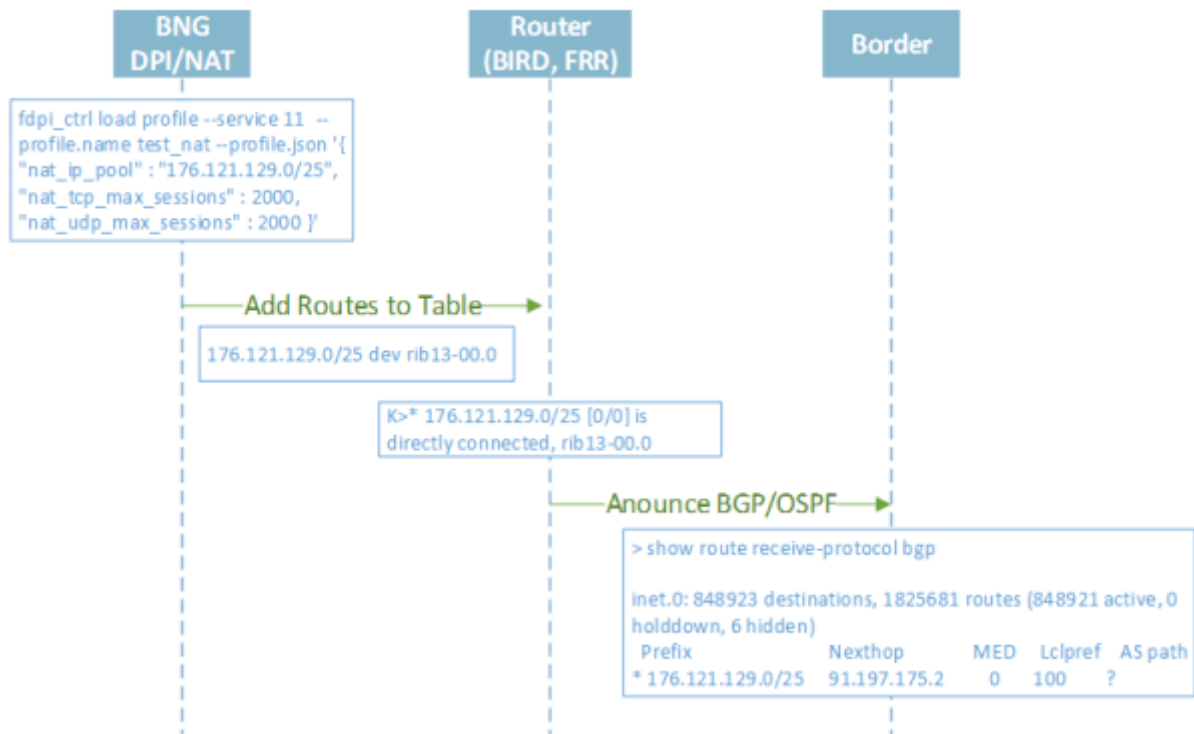 BNG
DPI/NAT
Router
(BIRD, FRR)
Border
fdpi_ctrl load profile --service 11 --
profile.name test_nat --profile.json '{
"nat_ip_pool" : "176.121.129.0/25",
"nat_tcp_max_sessions" : 2000,
"nat_udp_max_sessions" : 2000 }'
Add Routes to Table
176.121.129.0/25 dev rib13-00.0
K>* 176.121.129.0/25 [0/0] is
directly connected, rib13-00.0
Anounce BGP/OSPF
> show route receive-protocol bgp
inet.0: 848923 destinations, 1825681 routes (848921 active, 0
holddown, 6 hidden)
Prefix Nexthop MED Lclpref AS path
* 176.121.129.0/25 91.197.175.2 0 100 ?